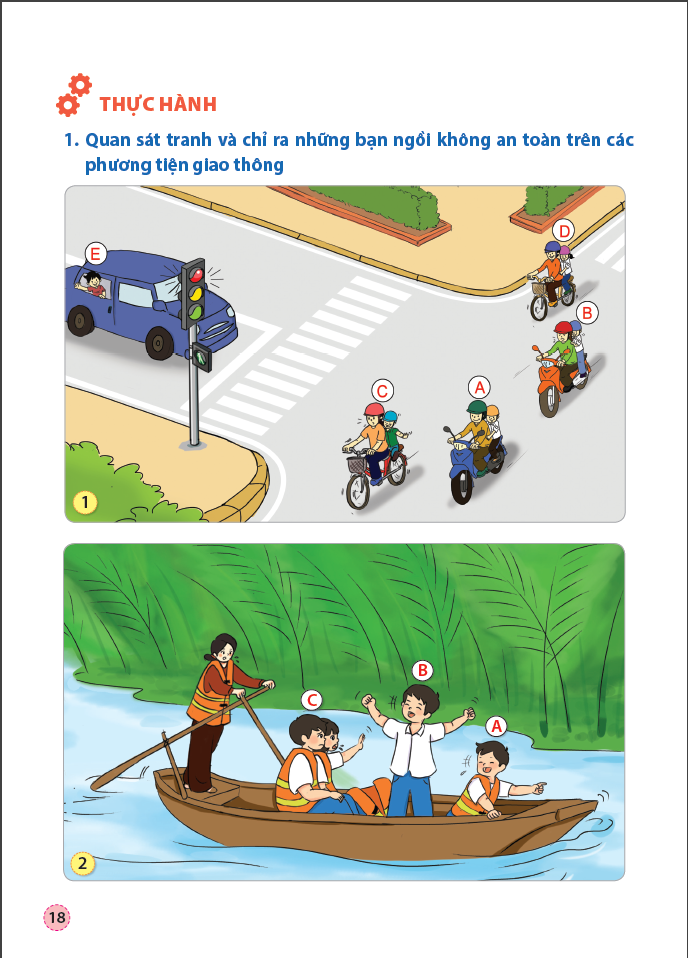 THỰC HÀNH
1. Quan sát tranh và chỉ ra những bạn ngồi không an toàn trên các
phương tiện giao thông
E
D
B
C
A
1
B
C
A
2
18